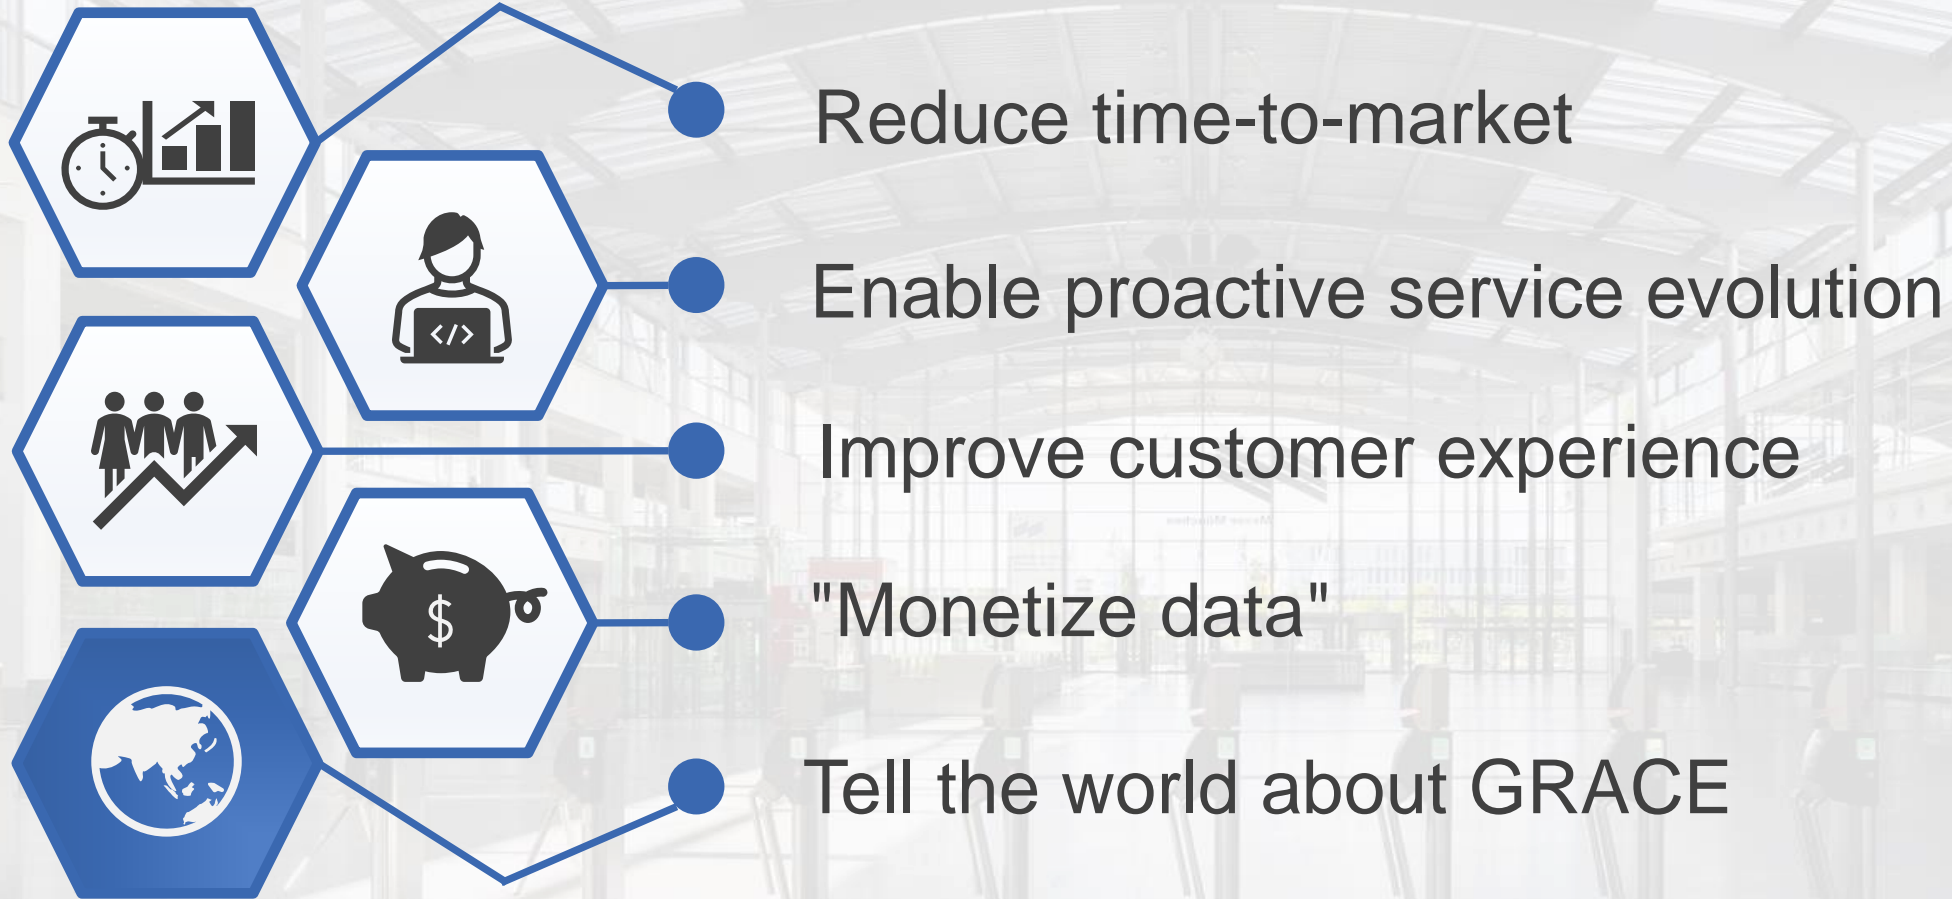 Reduce time-to-market
Enable proactive service evolution
</>
Improve customer experience
"Monetize data"
$
Tell the world about GRACE